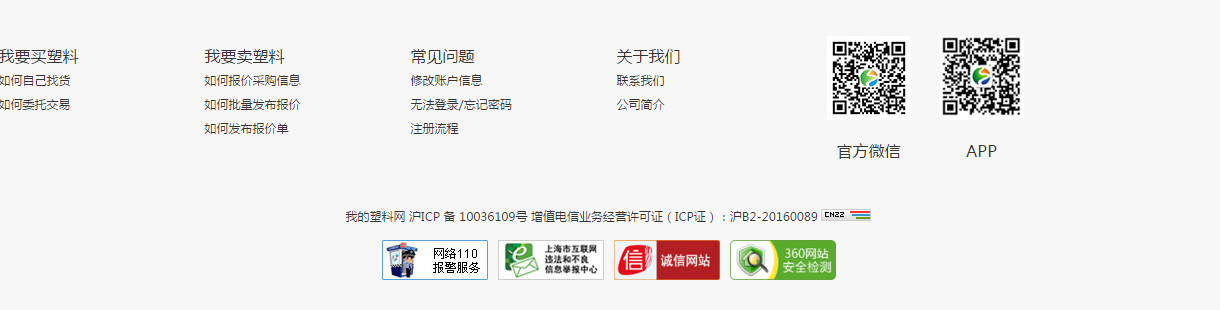 我要买塑料
如何自己找货
如何委托交易
我要卖塑料
如何报价采购信息
如何批量发布报价
如何发布报价单
常见问题
修改账户信息
无法登录/忘记密码
注册流程
关于我们
联系我们
公司简介
官方微信
APP
我的塑料网 沪ICP 备 10036109号 增值电信业务经营许可证（ICP证）：沪B2-20160089 CNZZ
网络110
报警服务
上海市互联网
违法和不良
信息举报中心
信 诚信网站
360网站
安全检测